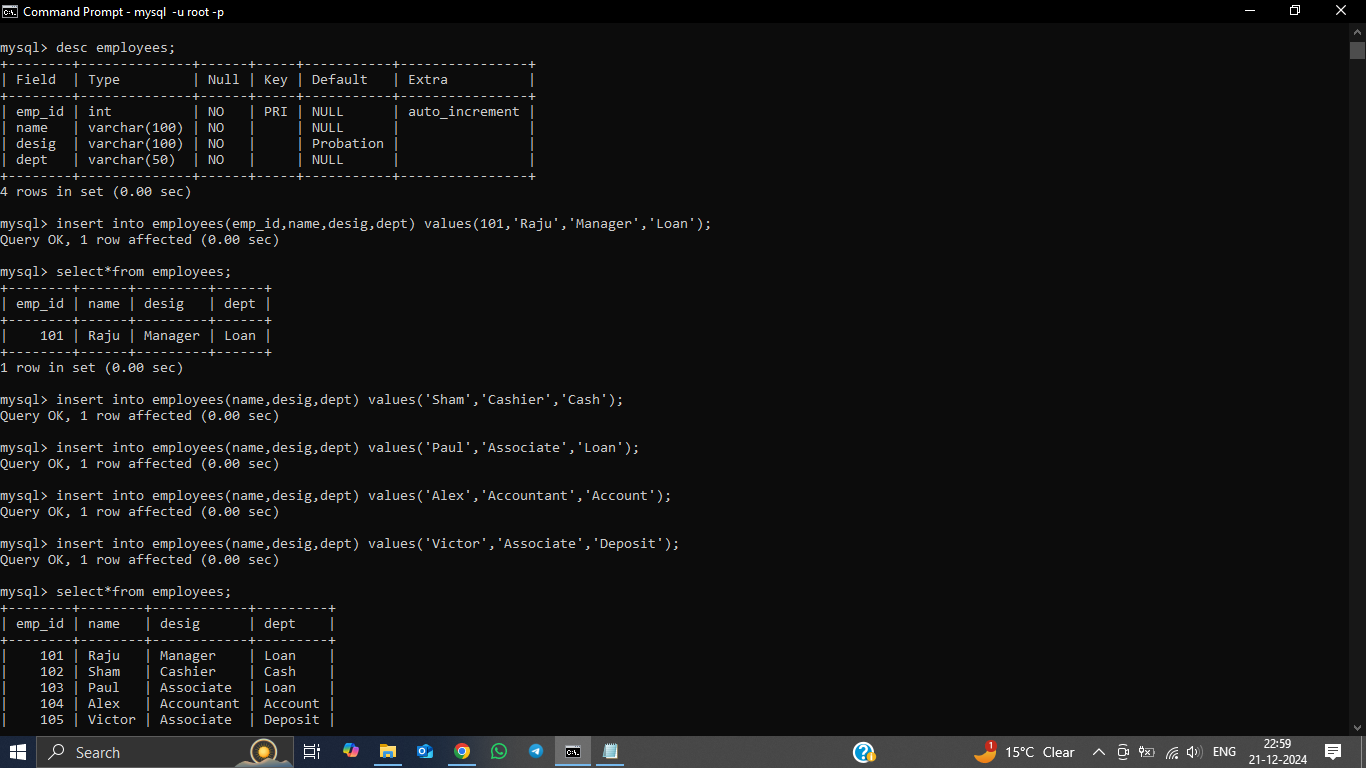 Command Prompt - mysql  -u root -p
mysql> desc employees;
+--------+--------------+------+-----+-----------+----------------+
| Field  | Type         | Null | Key | Default   | Extra          |
+--------+--------------+------+-----+-----------+----------------+
| emp_id | int          | NO   | PRI | NULL      | auto_increment |
| name   | varchar(100) | NO   |     | NULL      |                |
| desig  | varchar(100) | NO   |     | Probation |                |
| dept   | varchar(50)  | NO   |     | NULL      |                |
+--------+--------------+------+-----+-----------+----------------+
4 rows in set (0.00 sec)
mysql> insert into employees(emp_id,name,desig,dept) values(101,'Raju','Manager','Loan');
Query OK, 1 row affected (0.00 sec)
mysql> select*from employees;
+--------+------+---------+------+
| emp_id | name | desig   | dept |
+--------+------+---------+------+
|    101 | Raju | Manager | Loan |
+--------+------+---------+------+
1 row in set (0.00 sec)
mysql> insert into employees(name,desig,dept) values('Sham','Cashier','Cash');
Query OK, 1 row affected (0.00 sec)
mysql> insert into employees(name,desig,dept) values('Paul','Associate','Loan');
Query OK, 1 row affected (0.00 sec)
mysql> insert into employees(name,desig,dept) values('Alex','Accountant','Account');
Query OK, 1 row affected (0.00 sec)
mysql> insert into employees(name,desig,dept) values('Victor','Associate','Deposit');
Query OK, 1 row affected (0.00 sec)
mysql> select*from employees;
+--------+--------+------------+---------+
| emp_id | name   | desig      | dept    |
+--------+--------+------------+---------+
|    101 | Raju   | Manager    | Loan    |
|    102 | Sham   | Cashier    | Cash    |
|    103 | Paul   | Associate  | Loan    |
|    104 | Alex   | Accountant | Account |
|    105 | Victor | Associate  | Deposit |
Search
1
15°C Clear
ENG
22:59
21-12-2024